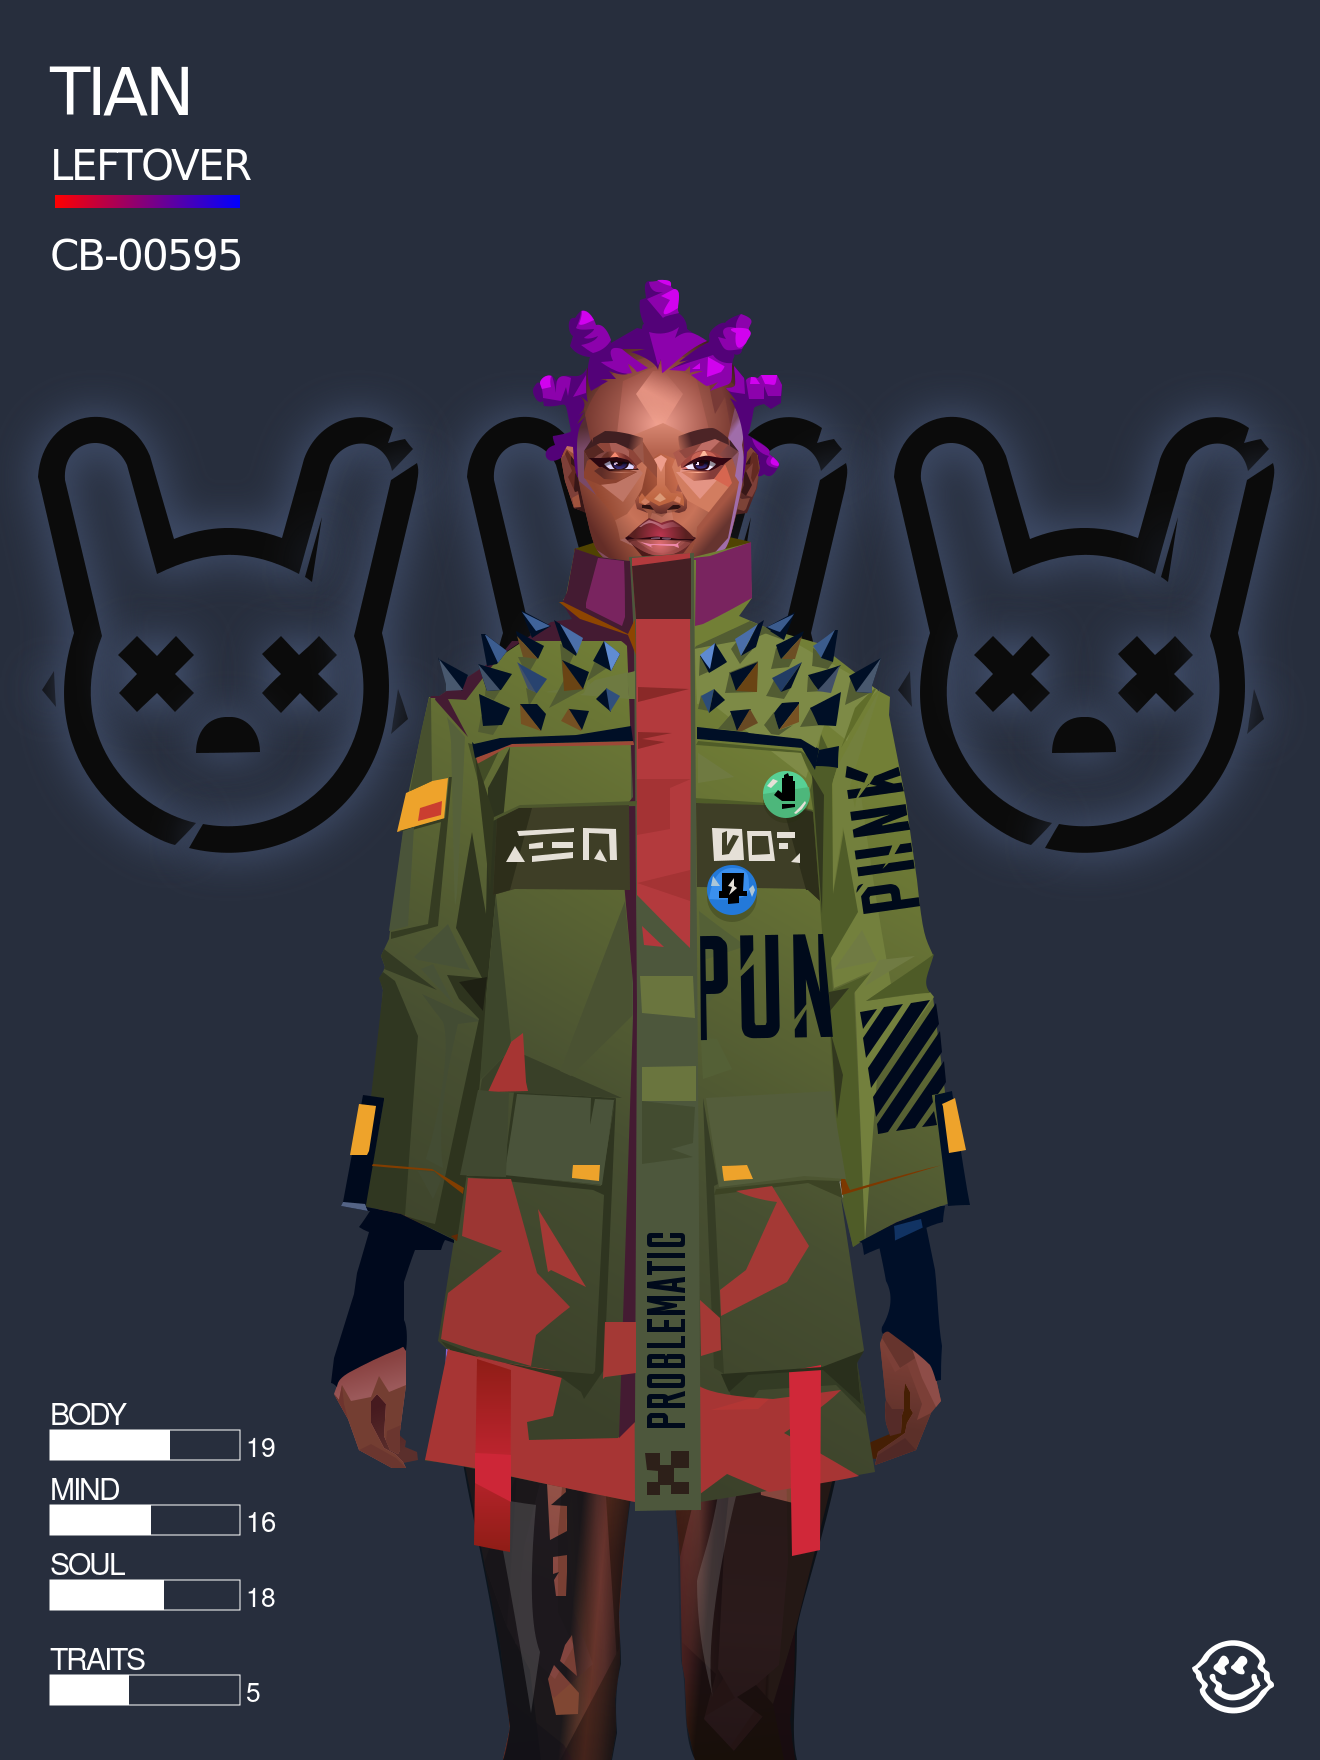 TIAN
LEFTOVER
CB-00595
PUNK
PUN
PROBLEMATIC
BODY
19
MIND
16
SOUL
18
TRAITS
5